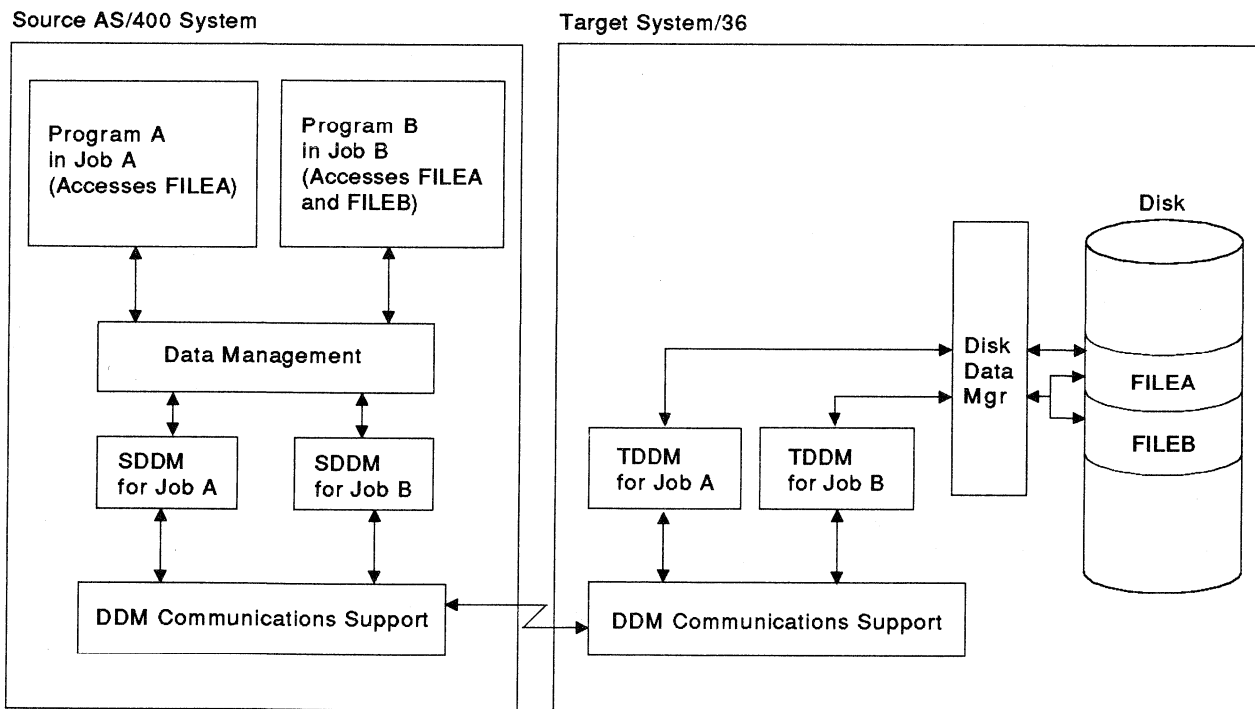 Source AS/400 System
Target System/36
Program A
in Job A
(Accesses FILEA)
Program B
in Job B
(Accesses FILEA
and FILEB)
Data Management
SDDM
for Job A
SDDM
for Job B
DDM Communications Support
TDDM
for Job A
TDDM
for Job B
DDM Communications Support
Disk
Data
Mgr
Disk
FILEA
FILEB